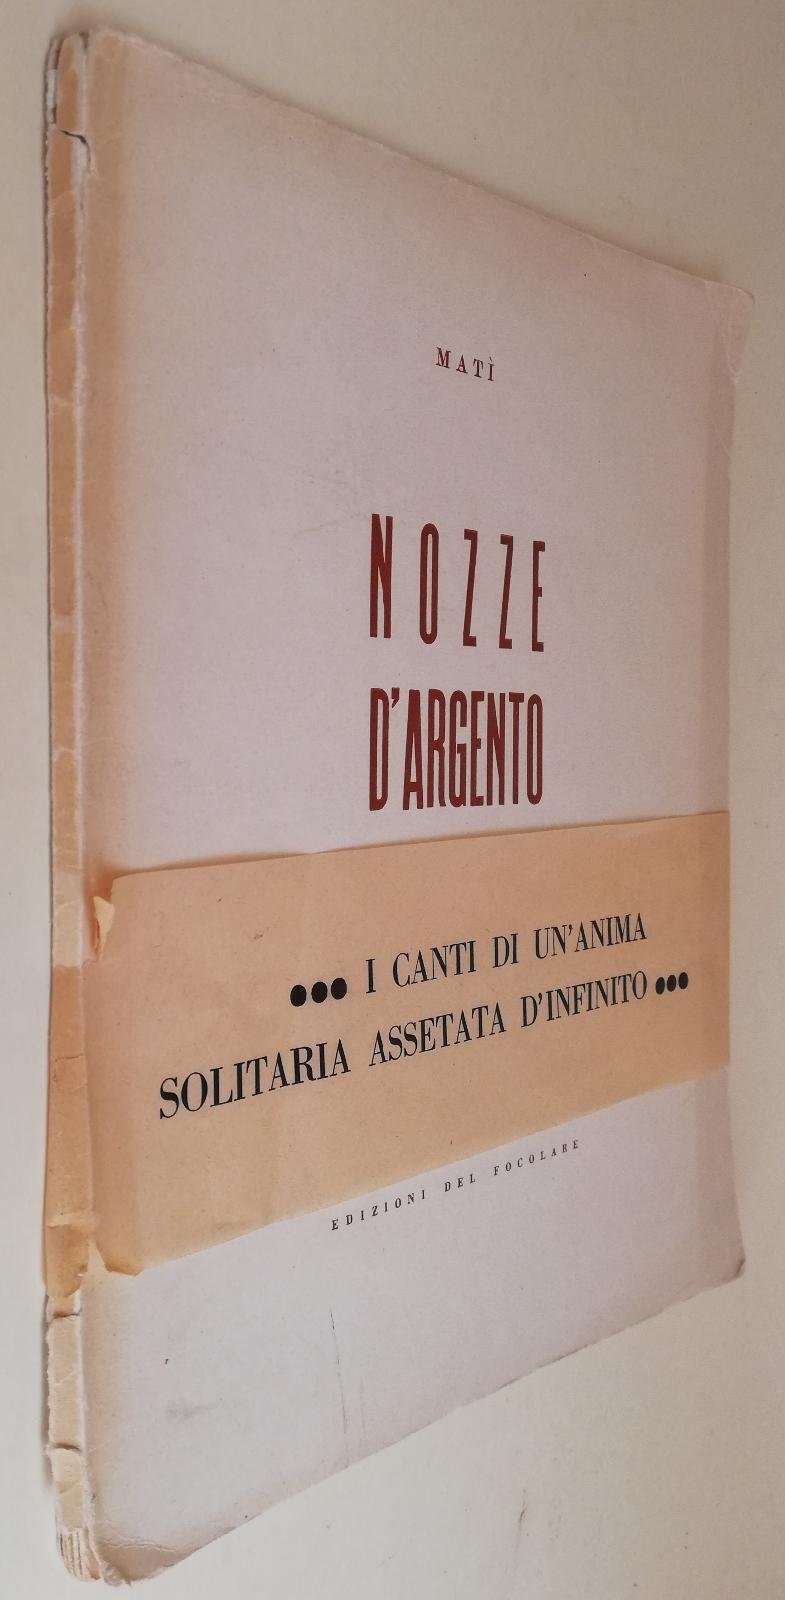 MATÌ
NOZZE
D'ARGENTO
••• I CANTI DI UN'ANIMA
SOLITARIA ASSETATA D'INFINITO •••
EDIZIONI DEL FOCOLARE